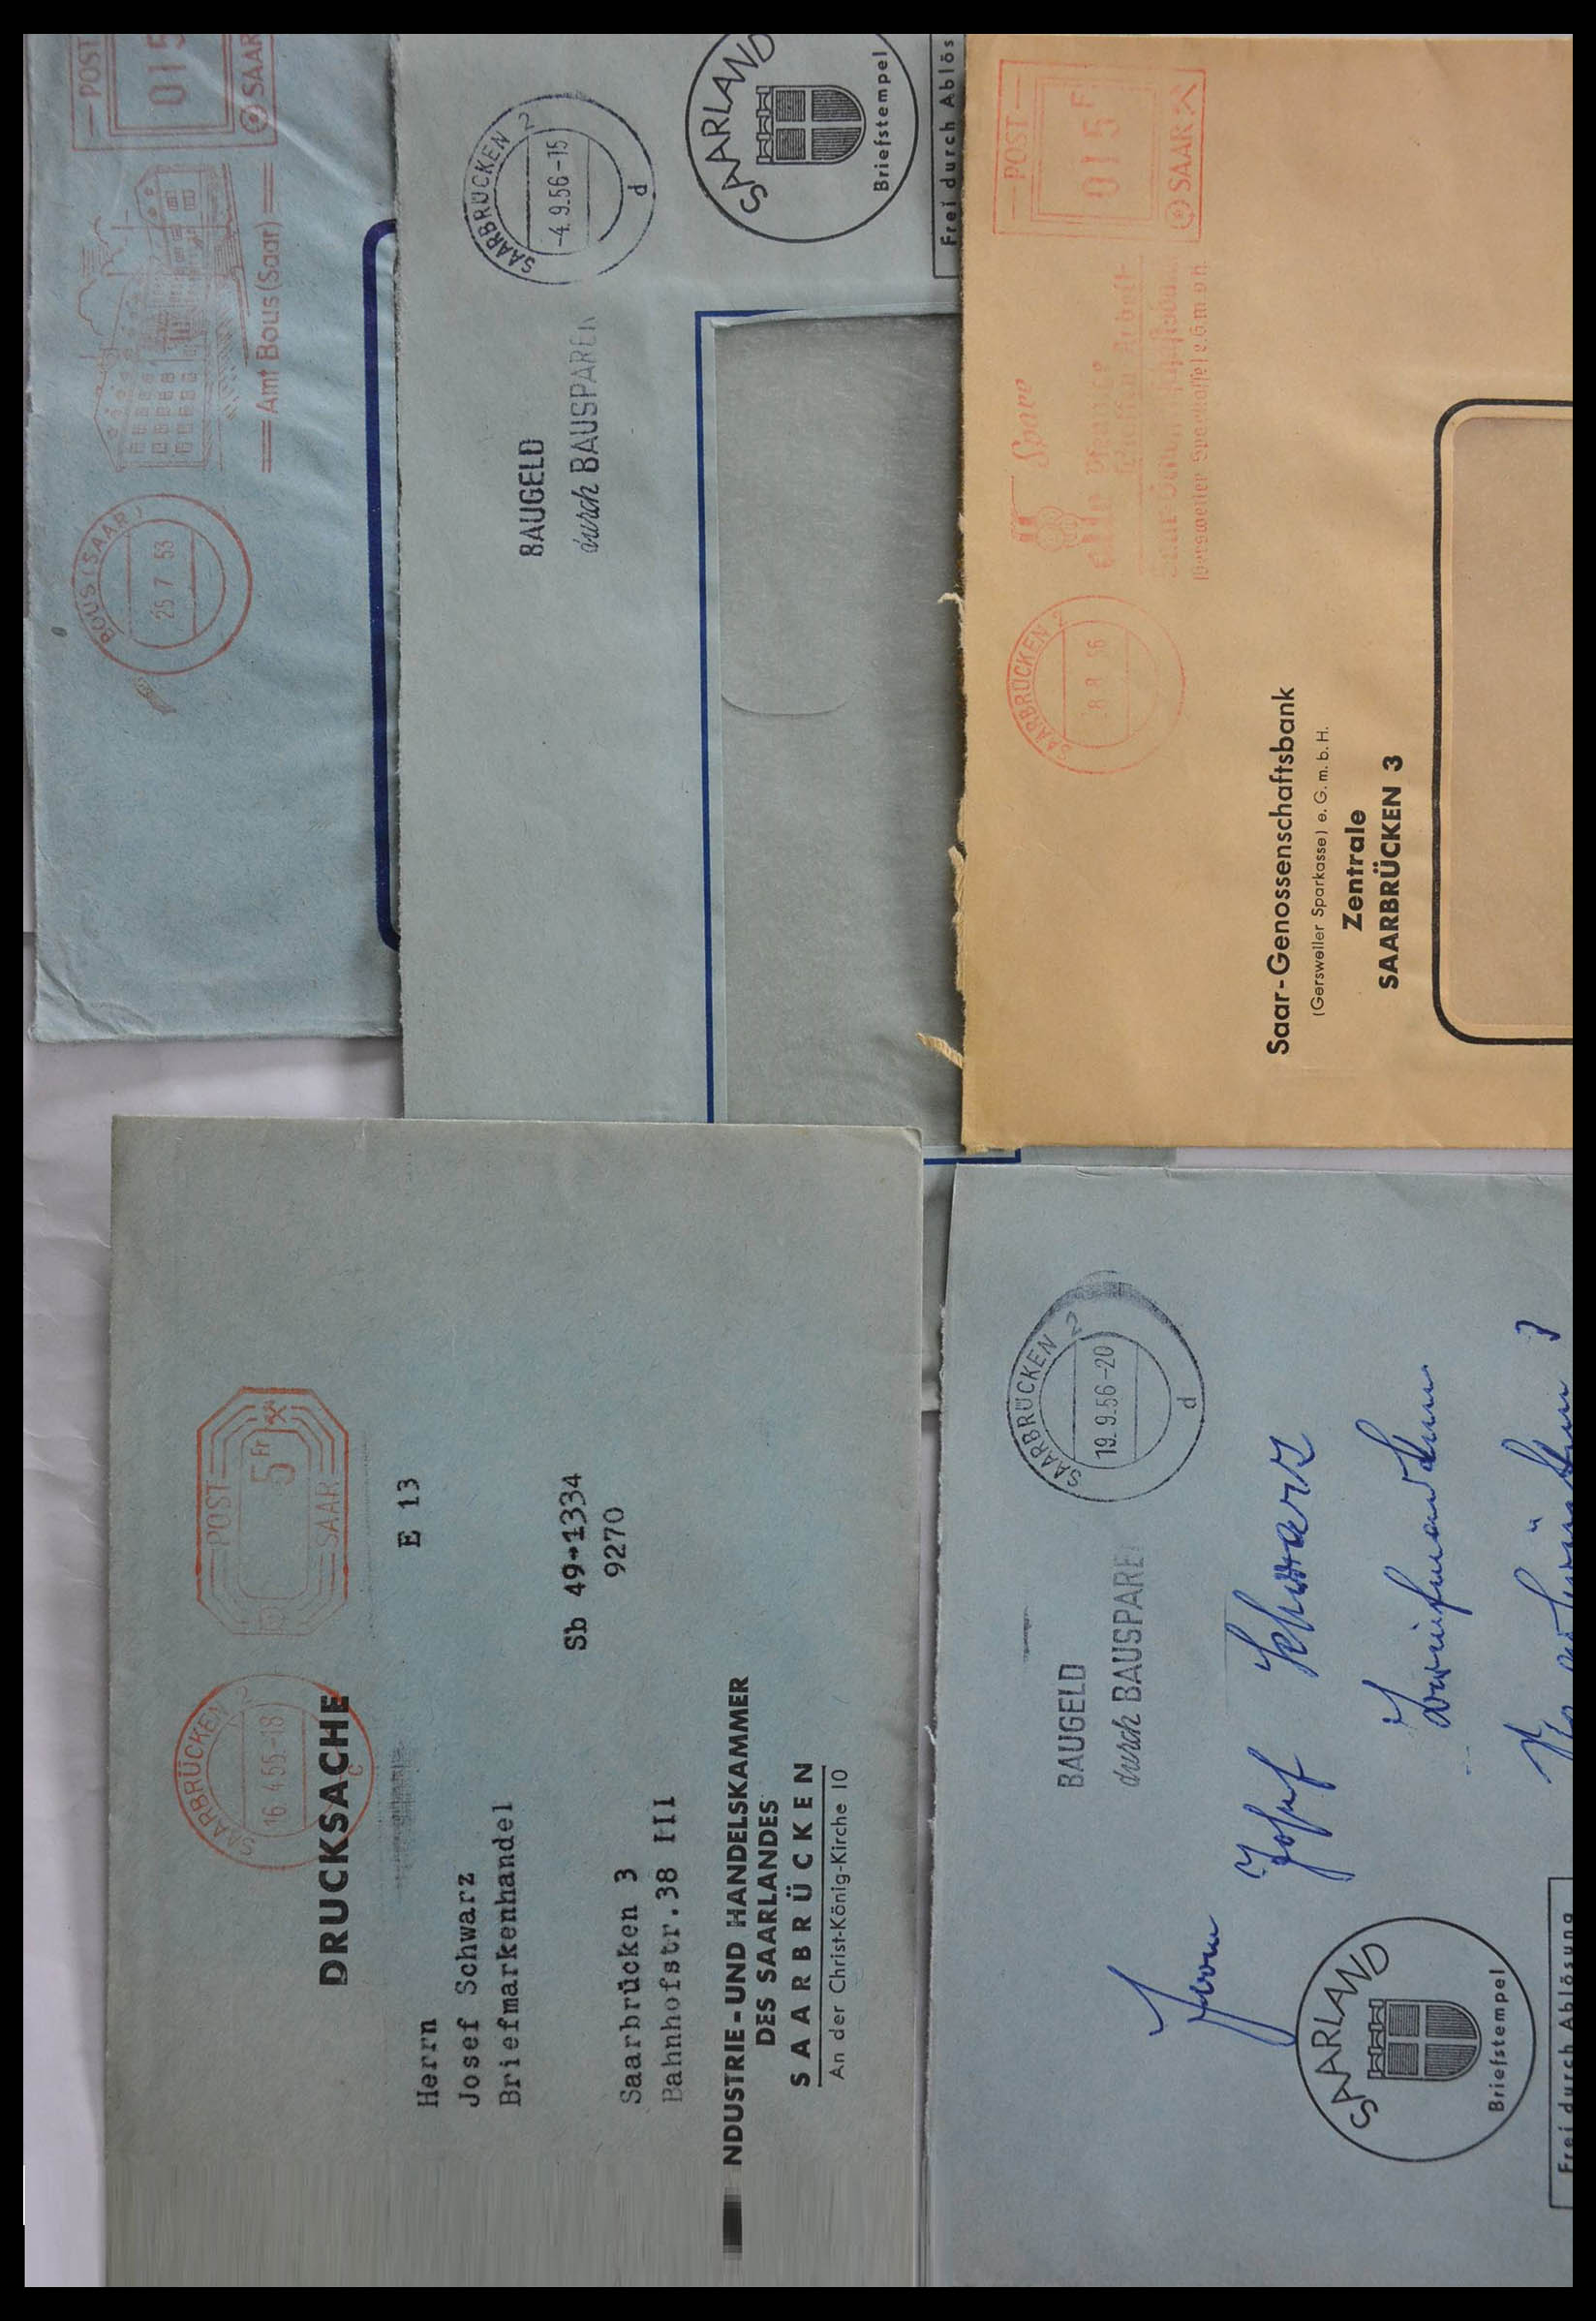 POST
015
SAAR
Amt Bous (Saar)
BOUS (SAAR)
25 7 53
SAARBRÜCKEN 2
-4.9.56-15
d
SAARLAND
Briefstempel
Frei durch Ablös
BAUGELD
durch BAUSPAREN
POST
015 F
SAAR
Spare
SAARBRÜCKEN 2
8 8 56
Saar-Genossenschaftsbank
(Gersweiler Sparkasse) e. G. m. b. H.
Zentrale
SAARBRÜCKEN 3
POST
5 Fr
SAAR
SAARBRÜCKEN 2
16.4.55-18
c
DRUCKSACHE
E 13
Herrn
Josef Schwarz
Briefmarkenhandel
Sb 49+1334
9270
Saarbrücken 3
Bahnhofstr.38 III
NDUSTRIE - UND HANDELSKAMMER
DES SAARLANDES
SAARBRÜCKEN
An der Christ-König-Kirche 10
SAARBRÜCKEN 2
19.9.56-20
d
BAUGELD
durch BAUSPARE
Herrn
Josef Schwarz
SAARLAND
Briefstempel
Frei durch Ablösung